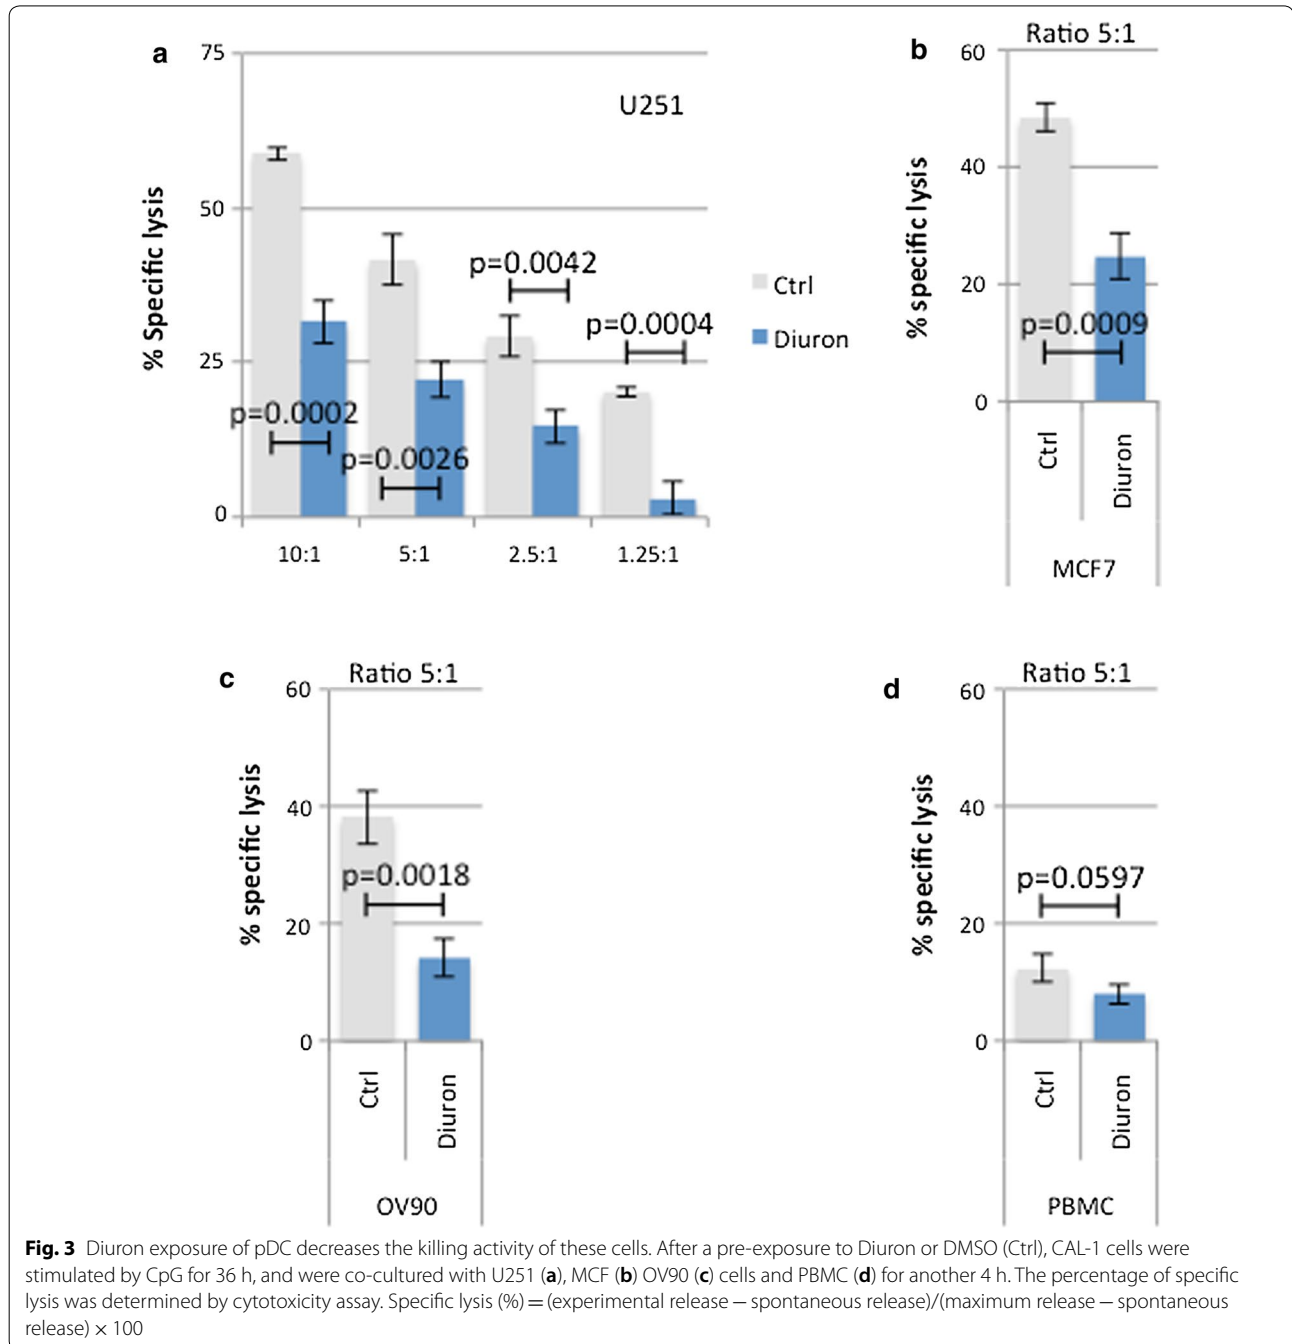 a
75
50
25
0
% Specific lysis
U251
p=0.0002
p=0.0026
p=0.0042
p=0.0004
10:1
5:1
2.5:1
1.25:1
Ctrl
Diuron
b
Ratio 5:1
60
40
20
0
% specific lysis
p=0.0009
Ctrl
Diuron
MCF7
c
Ratio 5:1
60
40
20
0
% specific lysis
p=0.0018
Ctrl
Diuron
OV90
d
Ratio 5:1
60
40
20
0
% specific lysis
p=0.0597
Ctrl
Diuron
PBMC
Fig. 3 Diuron exposure of pDC decreases the killing activity of these cells. After a pre-exposure to Diuron or DMSO (Ctrl), CAL-1 cells were
stimulated by CpG for 36 h, and were co-cultured with U251 (a), MCF (b) OV90 (c) cells and PBMC (d) for another 4 h. The percentage of specific
lysis was determined by cytotoxicity assay. Specific lysis (%) = (experimental release − spontaneous release)/(maximum release − spontaneous
release) × 100